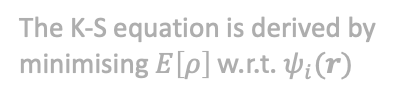 The K-S equation is derived by
minimising E[ρ] w.r.t. ψᵢ(r)